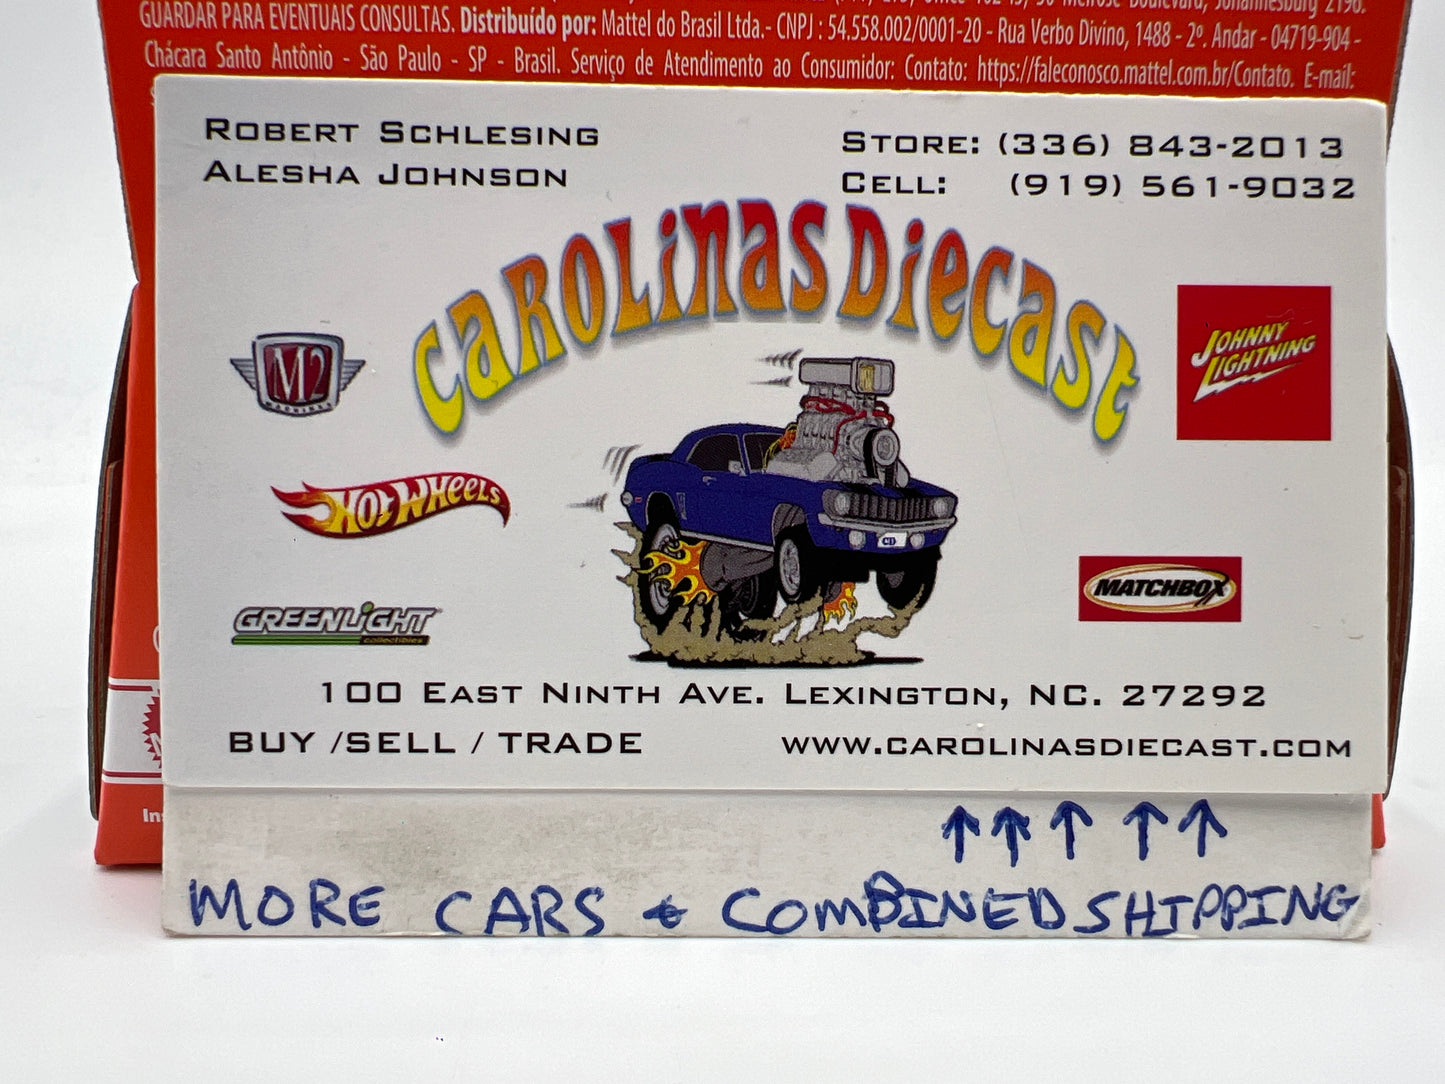 GUARDAR PARA EVENTUAIS CONSULTAS. Distribuído por: Mattel do Brasil Ltda.- CNPJ : 54.558.002/0001-20 - Rua Verbo Divino, 1488 - 2º. Andar - 04719-904 -
Chácara Santo Antônio - São Paulo - SP - Brasil. Serviço de Atendimento ao Consumidor: Contato: https://faleconosco.mattel.com.br/Contato. E-mail:
ROBERT SCHLESING
ALESHA JOHNSON
STORE: (336) 843-2013
CELL: (919) 561-9032
CAROLINAS DIECAST
M2
MACHINES
JOHNNY LIGHTNING
HOT WHEELS
CD
MATCHBOX
GREENLIGHT
collectibles
100 EAST NINTH AVE. LEXINGTON, NC. 27292
BUY /SELL / TRADE
WWW.CAROLINASDIECAST.COM
↑ ↑ ↑ ↑ ↑
MORE CARS & COMBINED SHIPPING